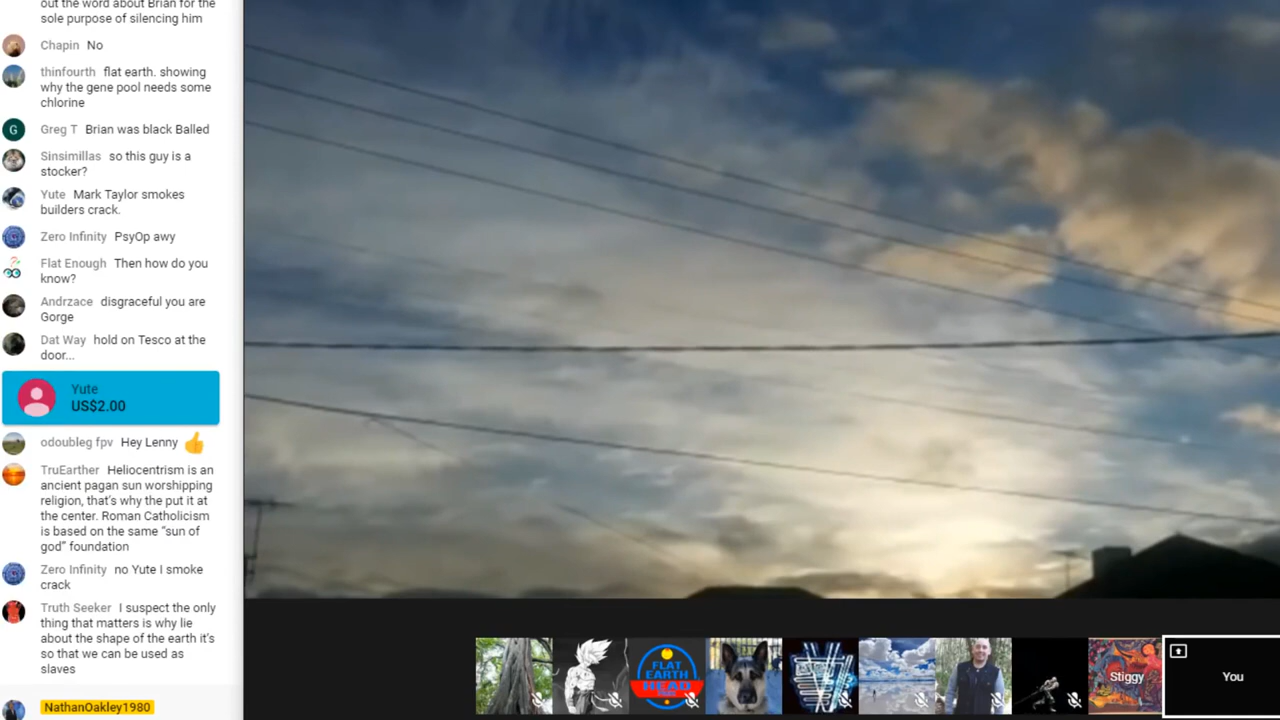 out the word about Brian for the
sole purpose of silencing him
Chapin No
thinfourth flat earth. showing
why the gene pool needs some
chlorine
G Greg T Brian was black Balled
Sinsimillas so this guy is a
stocker?
Yute Mark Taylor smokes
builders crack.
Zero Infinity PsyOp awy
Flat Enough Then how do you
know?
Andrzace disgraceful you are
Gorge
Dat Way hold on Tesco at the
door...
Yute
US$2.00
odoubleg fpv Hey Lenny 👍
TruEarther Heliocentrism is an
ancient pagan sun worshipping
religion, that's why the put it at
the center. Roman Catholicism
is based on the same “sun of
god” foundation
Zero Infinity no Yute I smoke
crack
Truth Seeker I suspect the only
thing that matters is why lie
about the shape of the earth it's
so that we can be used as
slaves
NathanOakley1980
FLAT
EARTH
HEAD
Stiggy
You